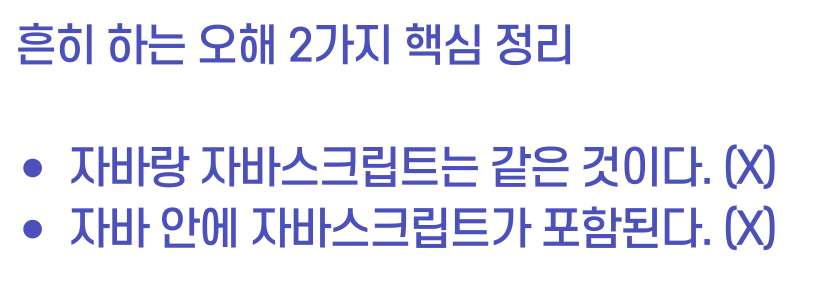 흔히 하는 오해 2가지 핵심 정리
• 자바랑 자바스크립트는 같은 것이다. (X)
• 자바 안에 자바스크립트가 포함된다. (X)